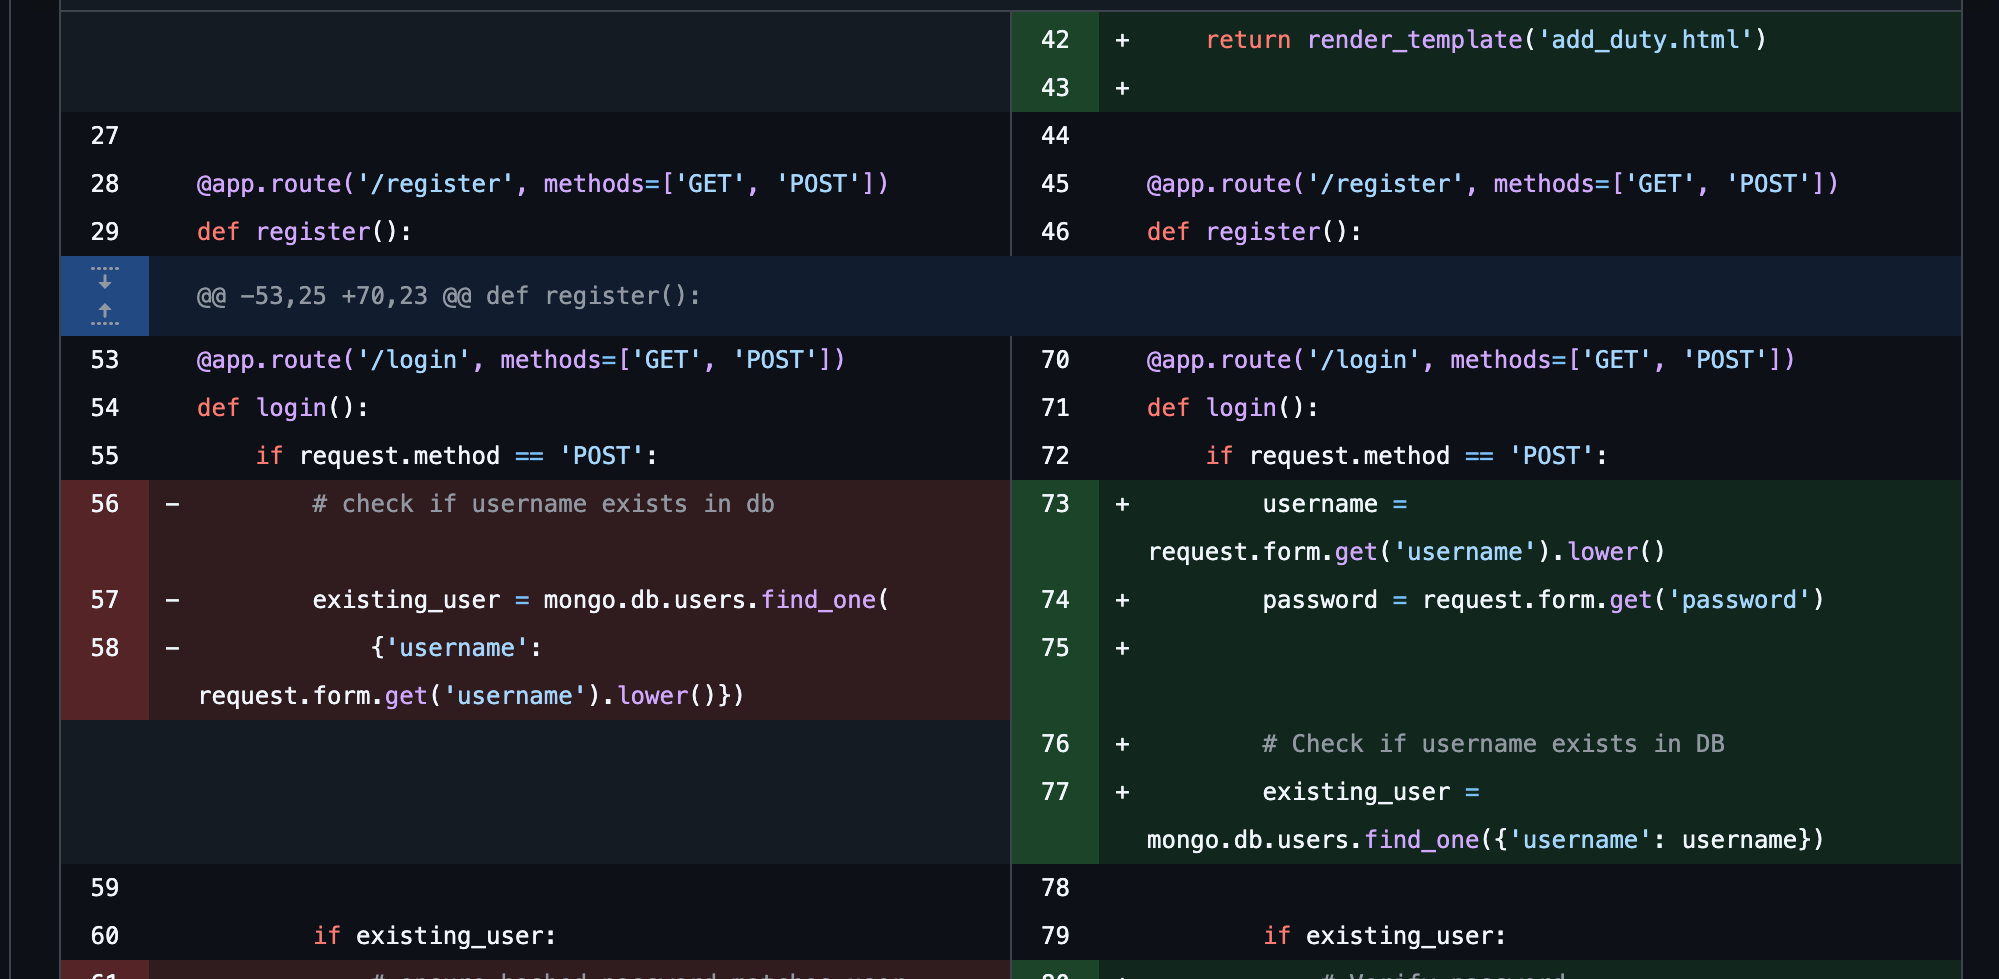 42 +     return render_template('add_duty.html')
43 +
27 44
28 @app.route('/register', methods=['GET', 'POST']) 45 @app.route('/register', methods=['GET', 'POST'])
29 def register(): 46 def register():
@@ -53,25 +70,23 @@ def register():
53 @app.route('/login', methods=['GET', 'POST']) 70 @app.route('/login', methods=['GET', 'POST'])
54 def login(): 71 def login():
55     if request.method == 'POST': 72     if request.method == 'POST':
56 -         # check if username exists in db 73 +         username =
request.form.get('username').lower()
57 -         existing_user = mongo.db.users.find_one( 74 +         password = request.form.get('password')
58 -             {'username': 75 +
request.form.get('username').lower()})
76 +         # Check if username exists in DB
77 +         existing_user =
mongo.db.users.find_one({'username': username})
59 78
60         if existing_user: 79         if existing_user: